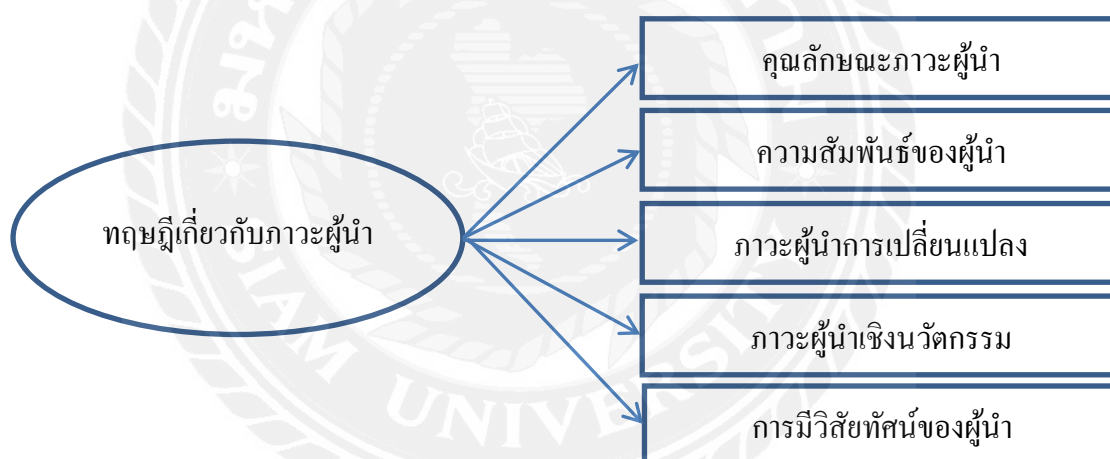 คุณลักษณะภาวะผู้นำ
ความสัมพันธ์ของผู้นำ
ทฤษฎีเกี่ยวกับภาวะผู้นำ
ภาวะผู้นำการเปลี่ยนแปลง
ภาวะผู้นำเชิงนวัตกรรม
การมีวิสัยทัศน์ของผู้นำ
SIAM UNIVERSITY